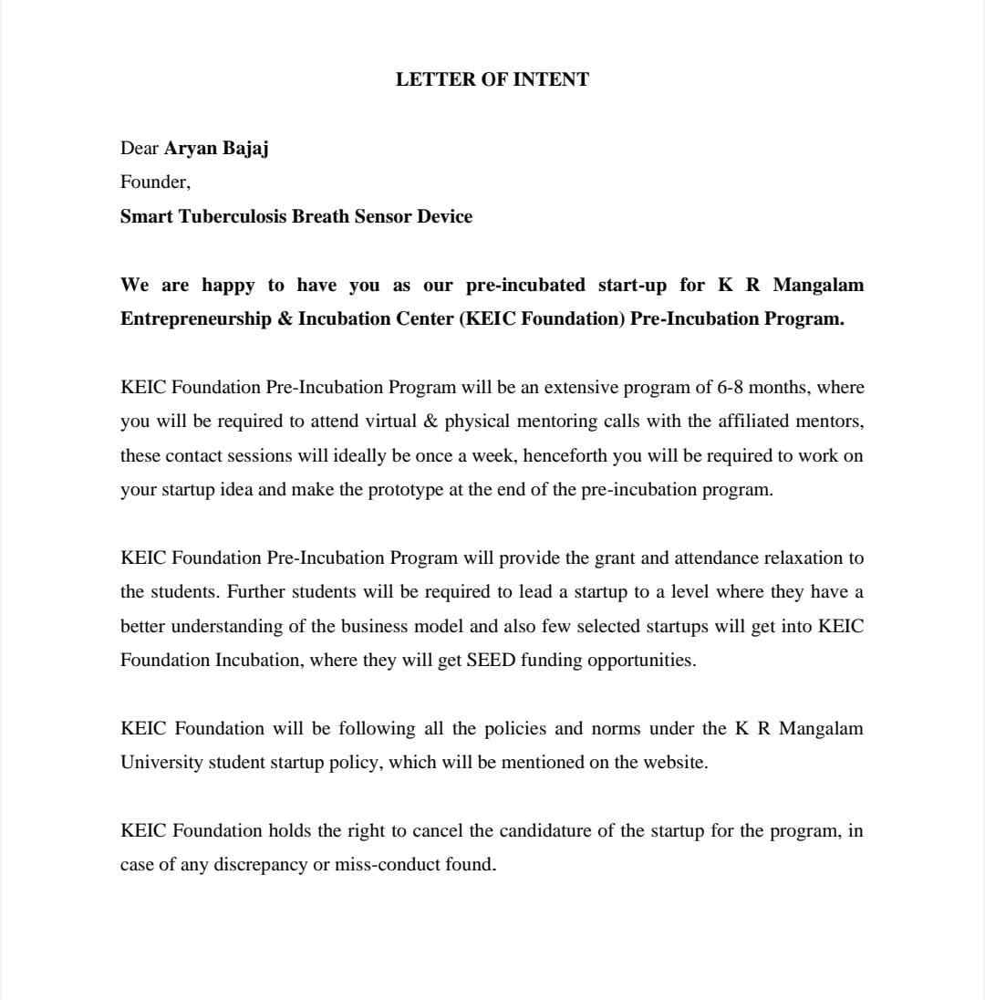 LETTER OF INTENT
Dear Aryan Bajaj
Founder,
Smart Tuberculosis Breath Sensor Device
We are happy to have you as our pre-incubated start-up for K R Mangalam
Entrepreneurship & Incubation Center (KEIC Foundation) Pre-Incubation Program.
KEIC Foundation Pre-Incubation Program will be an extensive program of 6-8 months, where
you will be required to attend virtual & physical mentoring calls with the affiliated mentors,
these contact sessions will ideally be once a week, henceforth you will be required to work on
your startup idea and make the prototype at the end of the pre-incubation program.
KEIC Foundation Pre-Incubation Program will provide the grant and attendance relaxation to
the students. Further students will be required to lead a startup to a level where they have a
better understanding of the business model and also few selected startups will get into KEIC
Foundation Incubation, where they will get SEED funding opportunities.
KEIC Foundation will be following all the policies and norms under the K R Mangalam
University student startup policy, which will be mentioned on the website.
KEIC Foundation holds the right to cancel the candidature of the startup for the program, in
case of any discrepancy or miss-conduct found.